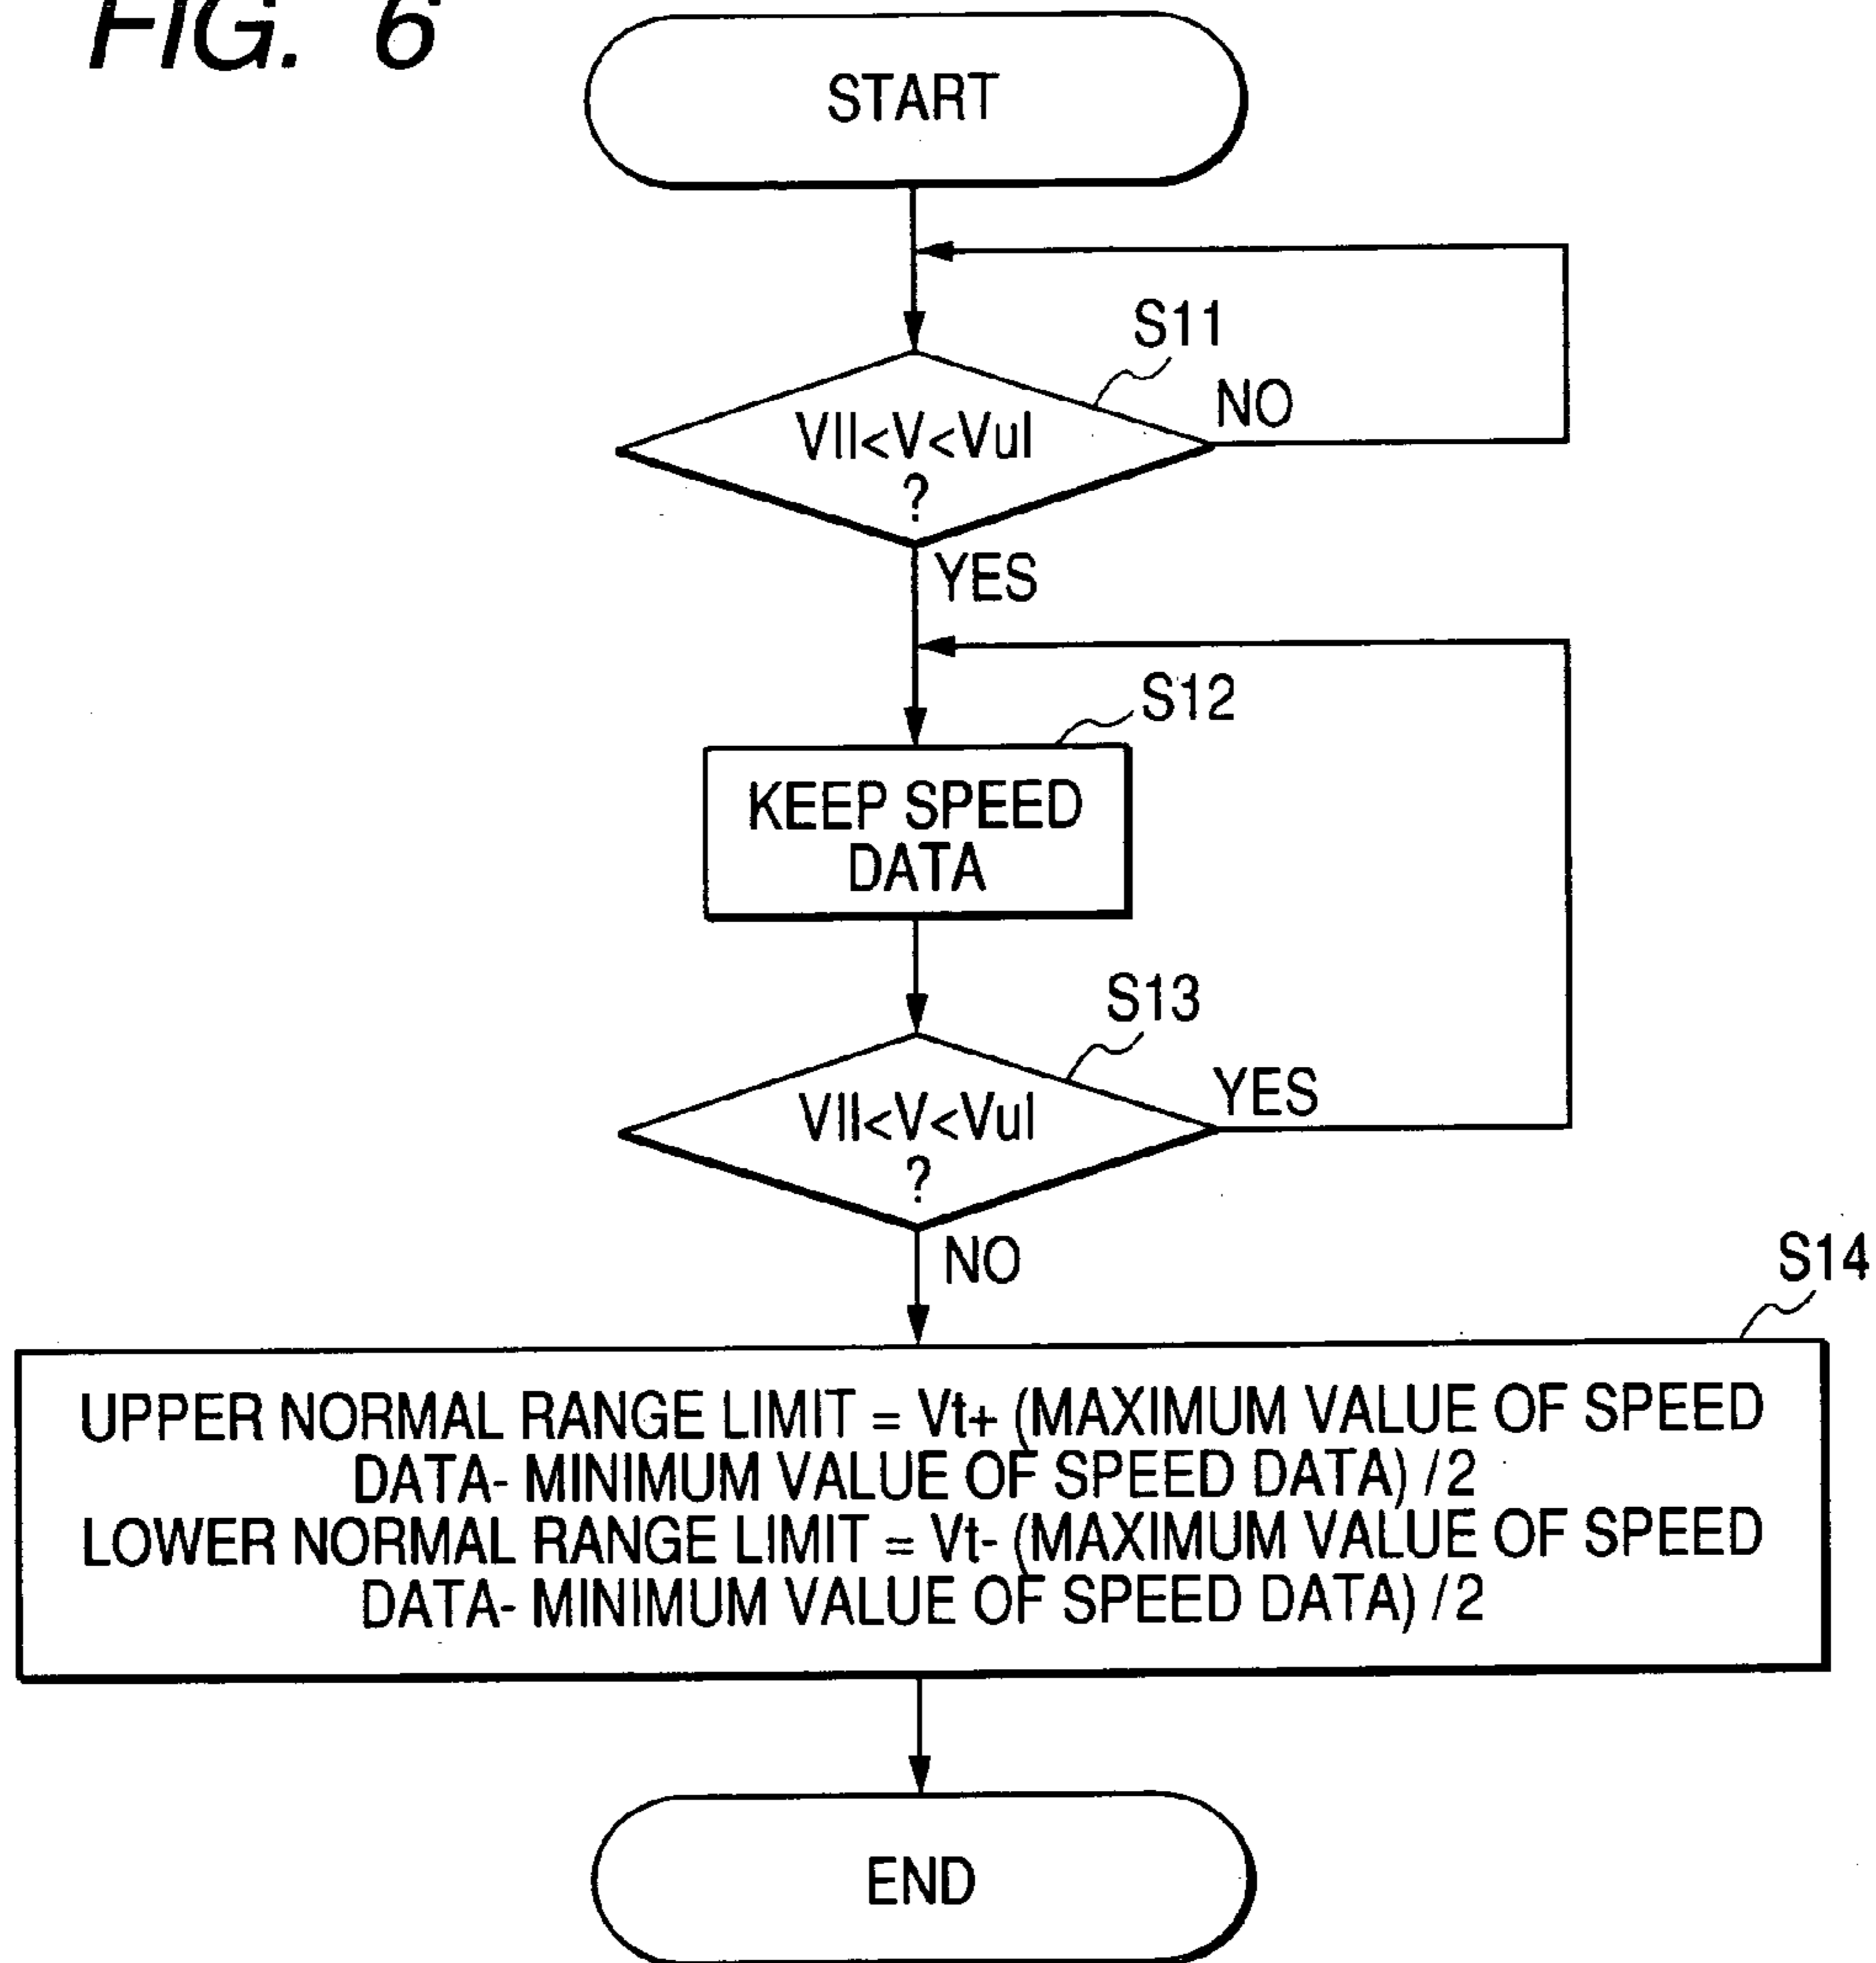 FIG. 6
START
S11
Vll<V<Vul
?
NO
YES
S12
KEEP SPEED
DATA
S13
Vll<V<Vul
?
YES
NO
S14
UPPER NORMAL RANGE LIMIT = Vt+ (MAXIMUM VALUE OF SPEED
DATA- MINIMUM VALUE OF SPEED DATA) /2
LOWER NORMAL RANGE LIMIT = Vt- (MAXIMUM VALUE OF SPEED
DATA- MINIMUM VALUE OF SPEED DATA) /2
END